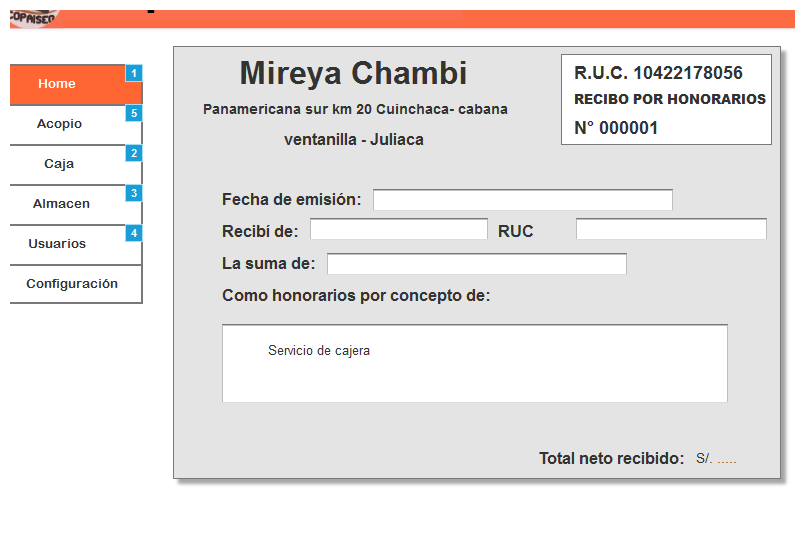 COPAISER
Home 1
Acopio 5
Caja 2
Almacen 3
Usuarios 4
Configuración
Mireya Chambi
Panamericana sur km 20 Cuinchaca- cabana
ventanilla - Juliaca
R.U.C. 10422178056
RECIBO POR HONORARIOS
N° 000001
Fecha de emisión:
Recibí de:
RUC
La suma de:
Como honorarios por concepto de:
Servicio de cajera
Total neto recibido: S/. .....